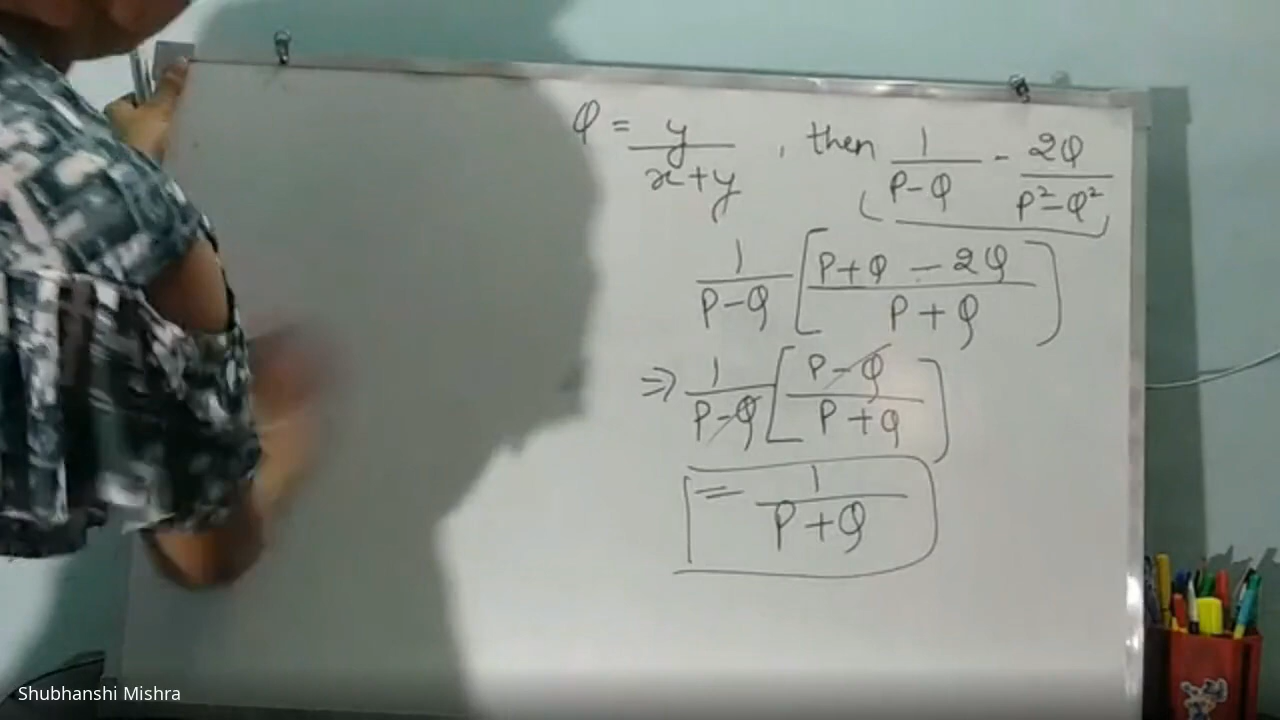 Q = y/(x+y) , then 1/(P-Q) - 2Q/(P²-Q²)
1/(P-Q) [(P+Q - 2Q)/(P+Q)]
⇒ 1/(P-Q) [(P-Q)/(P+Q)]
= 1/(P+Q)
Shubhanshi Mishra